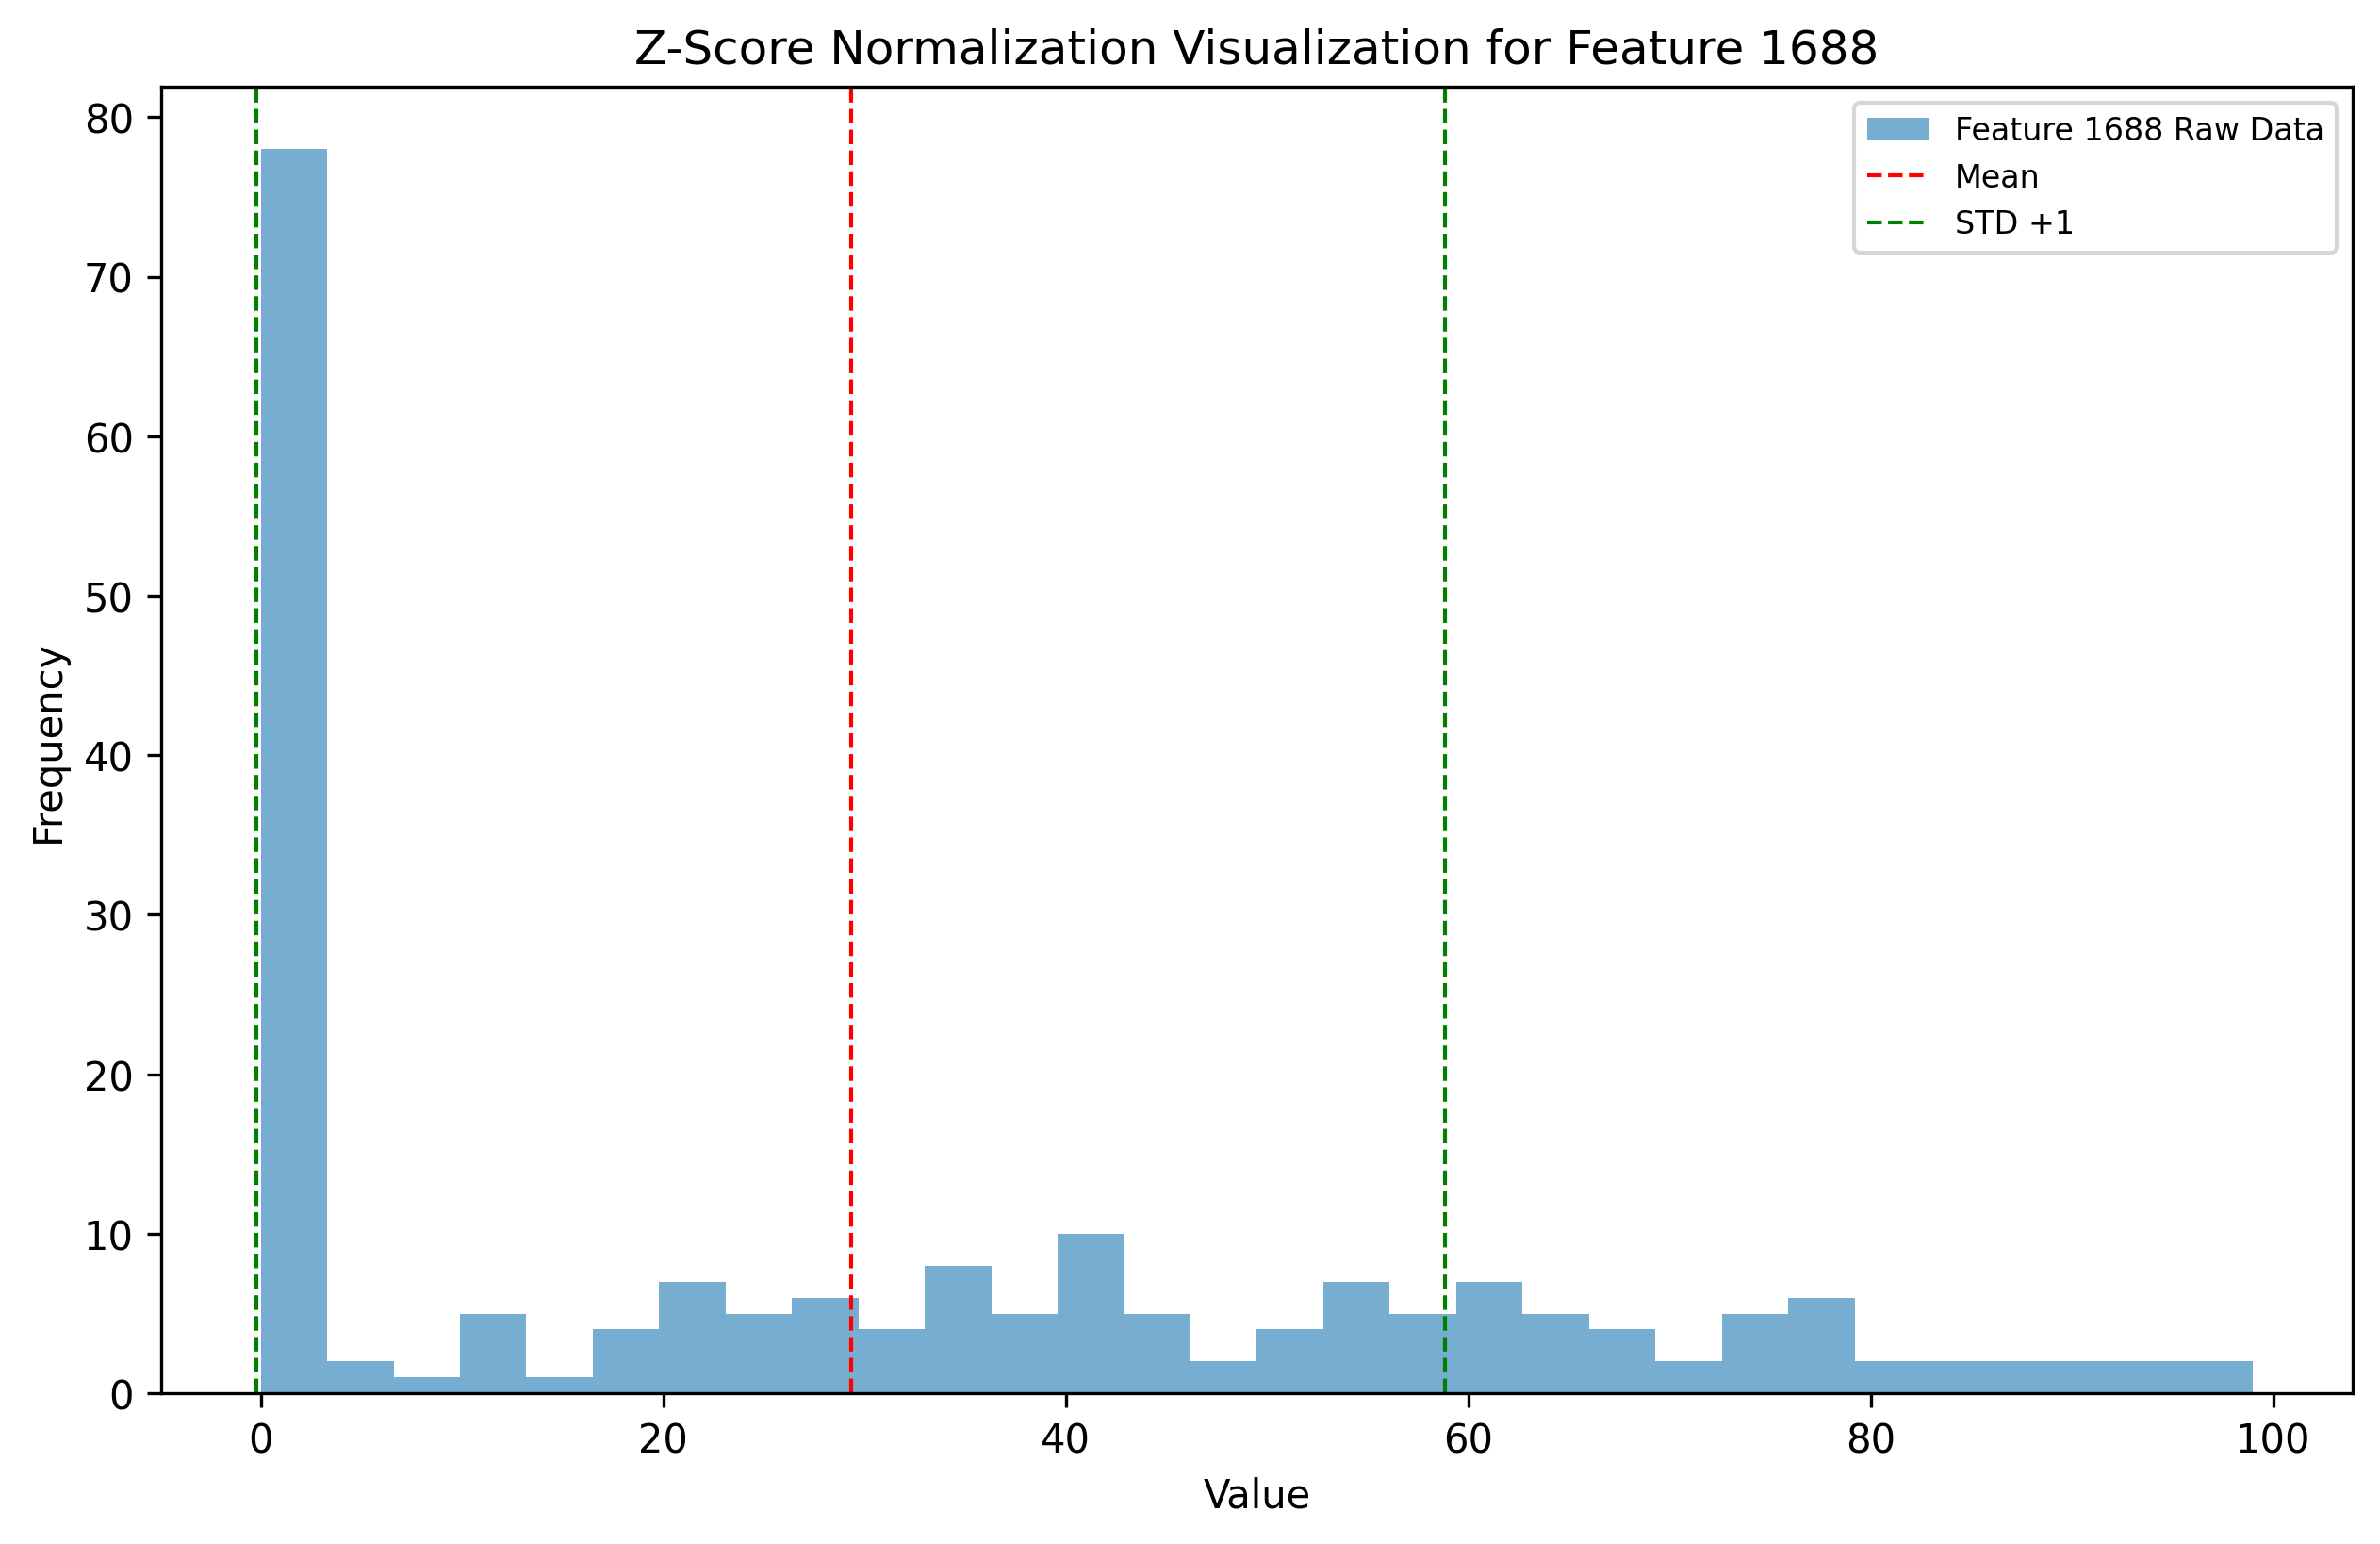 Z-Score Normalization Visualization for Feature 1688
Feature 1688 Raw Data
Mean
STD +1
80
70
60
50
40
30
20
10
0
Frequency
0 20 40 60 80 100
Value